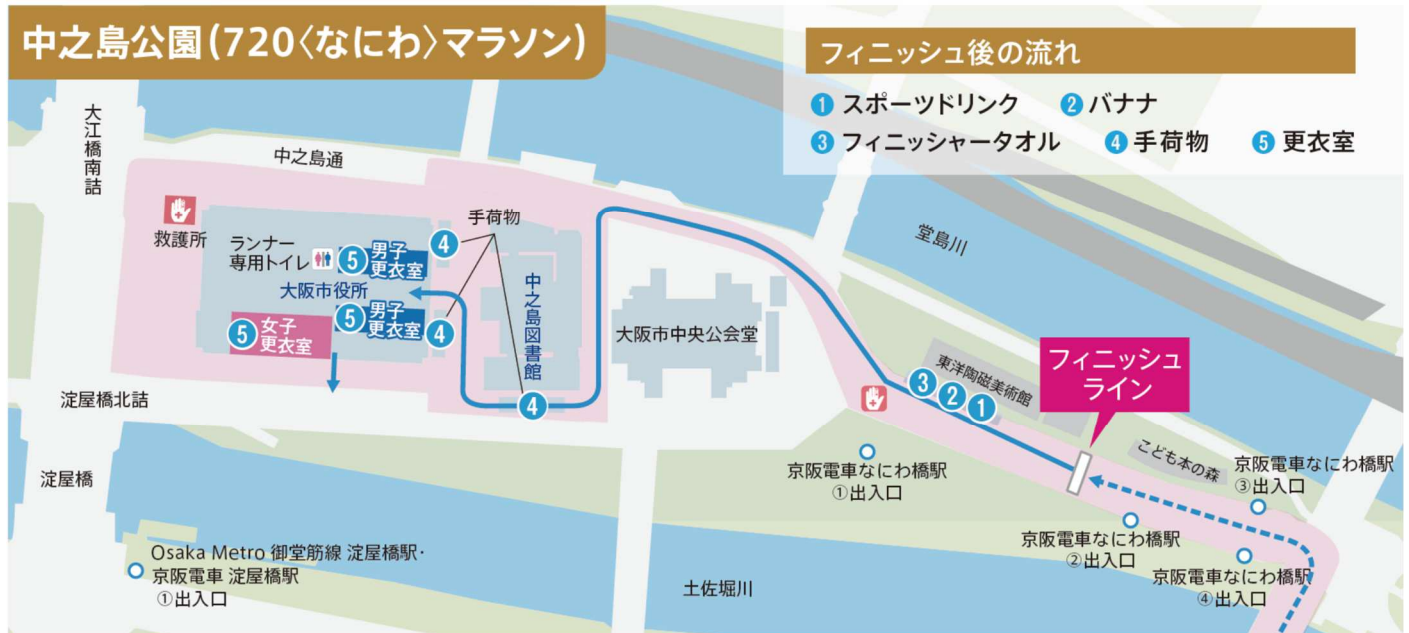 中之島公園(720〈なにわ〉マラソン)
フィニッシュ後の流れ
1 スポーツドリンク 2 バナナ
3 フィニッシャータオル 4 手荷物 5 更衣室
大江橋南詰
中之島通
救護所
ランナー
専用トイレ
5 男子
更衣室
大阪市役所
5 男子
更衣室
5 女子
更衣室
手荷物
4
4
4
中之島図書館
大阪市中央公会堂
堂島川
東洋陶磁美術館
3 2 1
フィニッシュ
ライン
こども本の森
京阪電車なにわ橋駅
①出入口
京阪電車なにわ橋駅
②出入口
京阪電車なにわ橋駅
③出入口
京阪電車なにわ橋駅
④出入口
淀屋橋北詰
淀屋橋
Osaka Metro 御堂筋線 淀屋橋駅・
京阪電車 淀屋橋駅
①出入口
土佐堀川